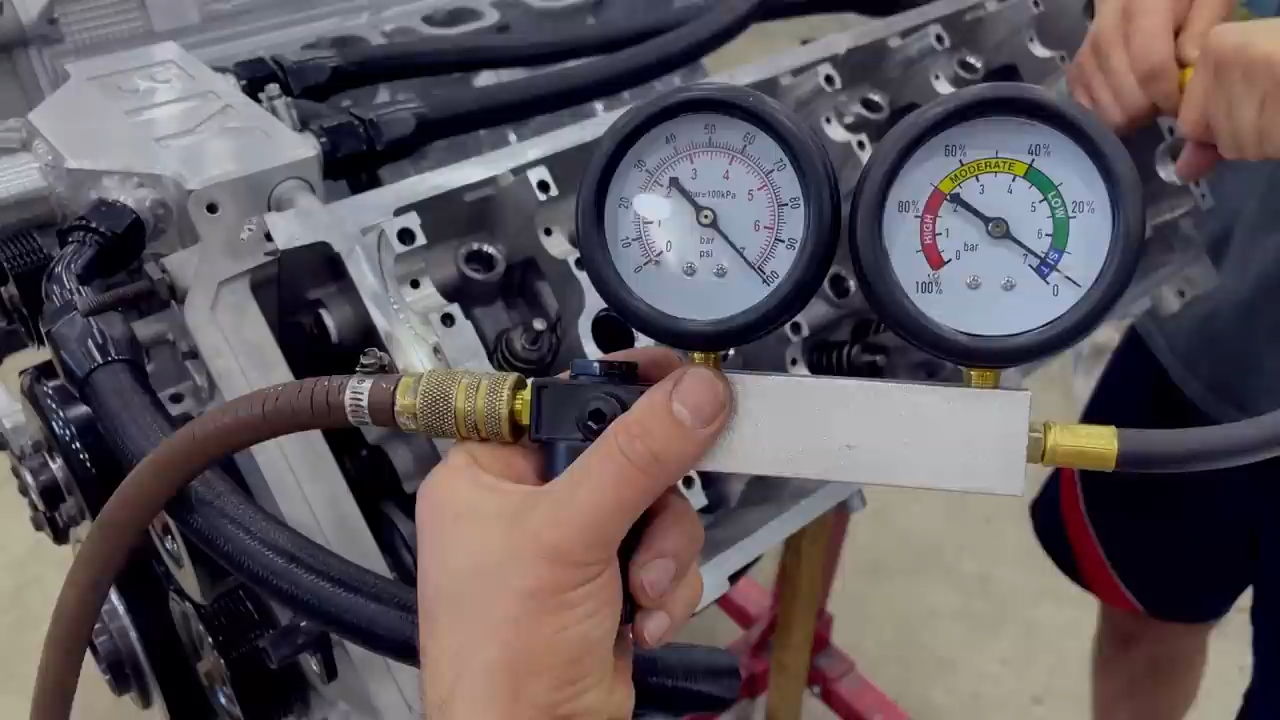 0 10 20 30 40 50 60 70 80 90 100
0 3 4 5 6 7
bar=100kPa
bar
psi
100% 80% 60% 40% 20% 0
HIGH MODERATE LOW SET
0 1 2 3 4 5 6 7
bar